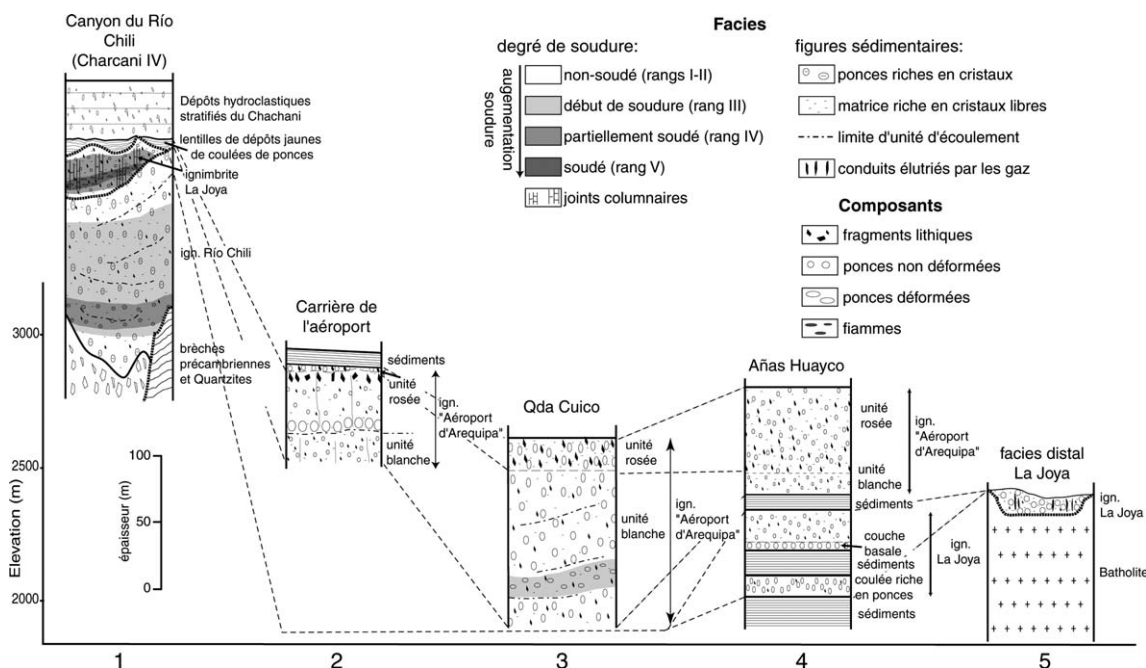 Canyon du Río
Chili
(Charcani IV)
Dépôts hydroclastiques
stratifiés du Chachani
lentilles de dépôts jaunes
de coulées de ponces
ignimbrite
La Joya
ign. Río Chili
brèches
précambriennes
et Quartzites
Facies
degré de soudure:
augementation
soudure
non-soudé (rangs I-II)
début de soudure (rang III)
partiellement soudé (rang IV)
soudé (rang V)
joints columnaires
figures sédimentaires:
ponces riches en cristaux
matrice riche en cristaux libres
limite d'unité d'écoulement
conduits élutriés par les gaz
Composants
fragments lithiques
ponces non déformées
ponces déformées
fiammes
Elevation (m)
3000
2500
2000
épaisseur (m)
100
50
0
Carrière de
l'aéroport
sédiments
unité
rosée
unité
blanche
ign.
"Aéroport
d'Arequipa"
Qda Cuico
unité
rosée
unité
blanche
ign.
"Aéroport
d'Arequipa"
Añas Huayco
unité
rosée
unité
blanche
ign.
"Aéroport
d'Arequipa"
sédiments
couche
basale
sédiments
coulée riche
en ponces
sédiments
ign.
La Joya
facies distal
La Joya
ign.
La Joya
Batholite
1
2
3
4
5